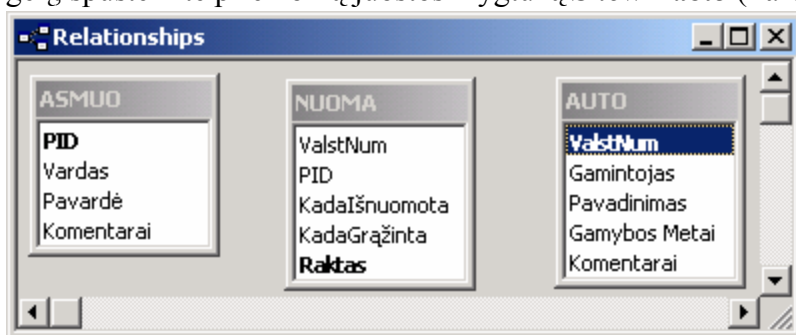 Relationships
ASMUO
PID
Vardas
Pavardė
Komentarai
NUOMA
ValstNum
PID
KadaIšnuomota
KadaGrąžinta
Raktas
AUTO
ValstNum
Gamintojas
Pavadinimas
Gamybos Metai
Komentarai